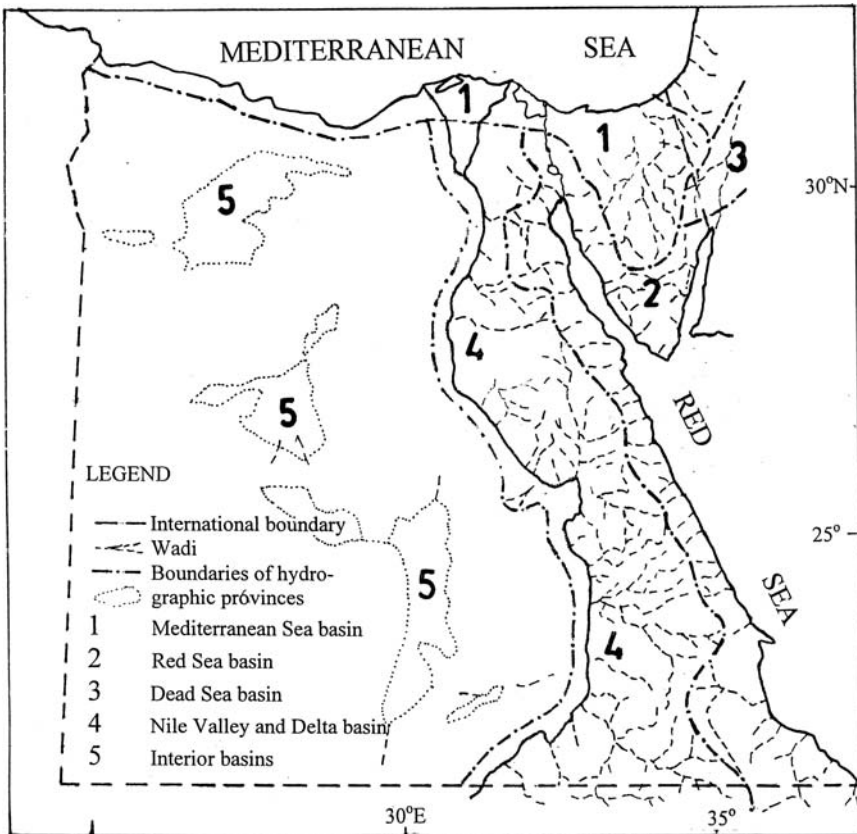 MEDITERRANEAN SEA
1
1
3
30°N
5
2
4
RED
5
LEGEND
International boundary
Wadi
25°
Boundaries of hydro-
graphic próvinces
5
SEA
1 Mediterranean Sea basin
4
2 Red Sea basin
3 Dead Sea basin
4 Nile Valley and Delta basin
5 Interior basins
30°E
35°